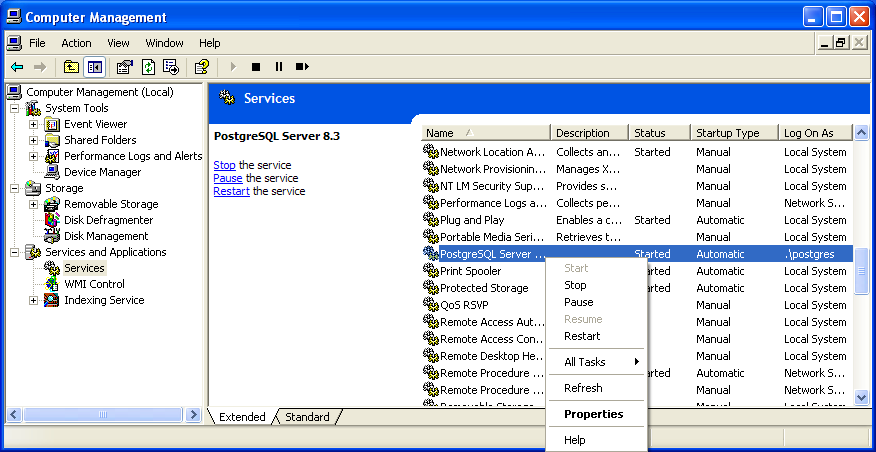 Computer Management
File Action View Window Help
Computer Management (Local)
System Tools
Event Viewer
Shared Folders
Performance Logs and Alerts
Device Manager
Storage
Removable Storage
Disk Defragmenter
Disk Management
Services and Applications
Services
WMI Control
Indexing Service
Services
PostgreSQL Server 8.3
Stop the service
Pause the service
Restart the service
Name Description Status Startup Type Log On As
Network Location A... Collects an... Started Manual Local System
Network Provisionin... Manages X... Manual Local System
NT LM Security Sup... Provides s... Manual Local System
Performance Logs a... Collects pe... Manual Network S...
Plug and Play Enables a c... Started Automatic Local System
Portable Media Seri... Retrieves t... Manual Local System
PostgreSQL Server ... Started Automatic .\postgres
Print Spooler Automatic Local System
Protected Storage Automatic Local System
QoS RSVP Manual Local System
Remote Access Aut... Manual Local System
Remote Access Con... Manual Local System
Remote Desktop He... Manual Local System
Remote Procedure ... Automatic Network S...
Remote Procedure ... Manual Network S...
Start
Stop
Pause
Resume
Restart
All Tasks
Refresh
Properties
Help
Extended Standard